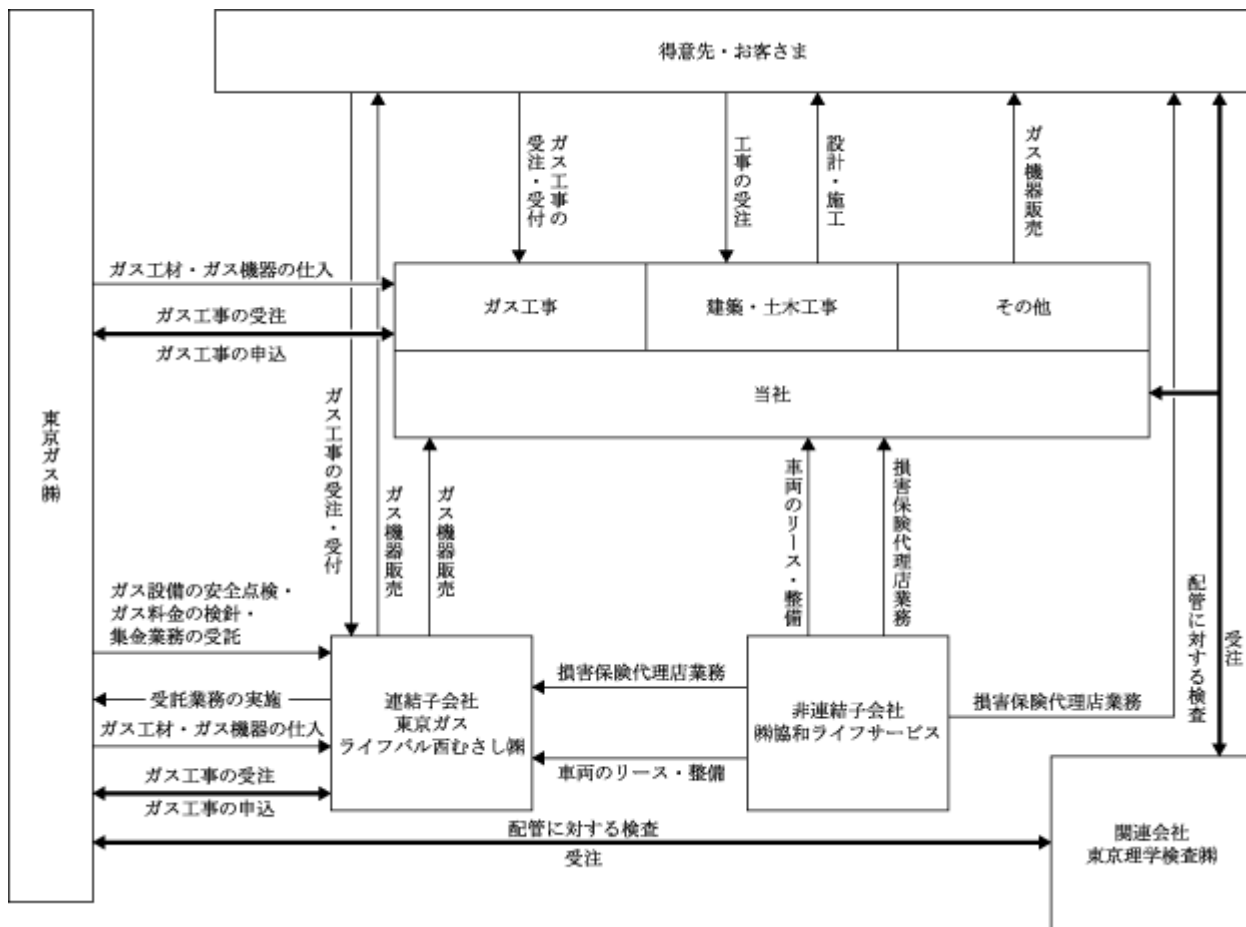 得意先・お客さま
ガス工事の
受注・受付
工事の受注
設計・施工
ガス機器販売
ガス工材・ガス機器の仕入
ガス工事の受注
ガス工事の申込
ガス工事
建築・土木工事
その他
当社
東京ガス㈱
ガス工事の受注・受付
ガス機器販売
ガス機器販売
車両のリース・整備
損害保険代理店業務
配管に対する検査
受注
ガス設備の安全点検・
ガス料金の検針・
集金業務の受託
受託業務の実施
ガス工材・ガス機器の仕入
ガス工事の受注
ガス工事の申込
連結子会社
東京ガス
ライフバル西むさし㈱
損害保険代理店業務
車両のリース・整備
非連結子会社
㈱協和ライフサービス
損害保険代理店業務
配管に対する検査
受注
関連会社
東京理学検査㈱